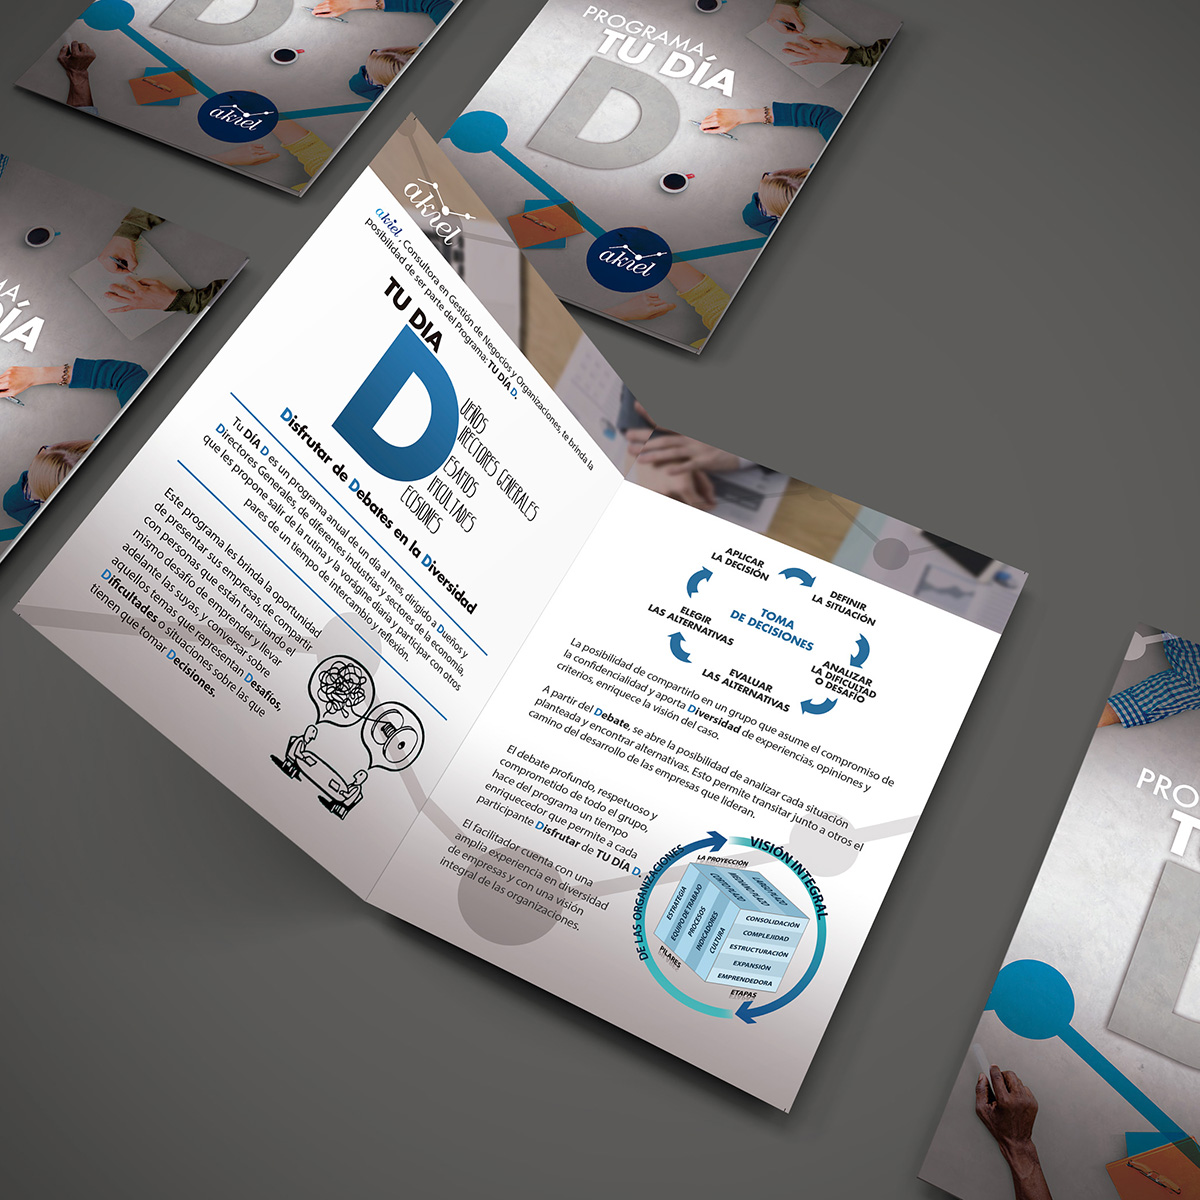 akiel
PROGRAMA
TU DÍA
D
akiel
MA
DÍA
akiel
akiel, Consultora en Gestión de Negocios y Organizaciones, te brinda la
posibilidad de ser parte del Programa: TU DÍA D.
TU DIA
D
UEÑOS
IRECTORES GENERALES
ESAFIOS
IFICULTADES
ECISIONES
Disfrutar de Debates en la Diversidad
Tu DÍA D es un programa anual de un día al mes, dirigido a Dueños y
Directores Generales, de diferentes industrias y sectores de la economía,
que les propone salir de la rutina y la vorágine diaria y participar con otros
pares de un tiempo de intercambio y reflexión.
Este programa les brinda la oportunidad
de presentar sus empresas, de compartir
con personas que están transitando el
mismo desafío de emprender y llevar
adelante las suyas, y conversar sobre
aquellos temas que representan Desafíos,
Dificultades o situaciones sobre las que
tienen que tomar Decisiones.
APLICAR
LA DECISIÓN
DEFINIR
LA SITUACIÓN
TOMA
DE DECISIONES
ELEGIR
LAS ALTERNATIVAS
ANALIZAR
LA DIFICULTAD
O DESAFÍO
EVALUAR
LAS ALTERNATIVAS
La posibilidad de compartirlo en un grupo que asume el compromiso de
la confidencialidad y aporta Diversidad de experiencias, opiniones y
criterios, enriquece la visión del caso.
A partir del Debate, se abre la posibilidad de analizar cada situación
planteada y encontrar alternativas. Esto permite transitar junto a otros el
camino del desarrollo de las empresas que lideran.
El debate profundo, respetuoso y
comprometido de todo el grupo,
hace del programa un tiempo
enriquecedor que permite a cada
participante Disfrutar de TU DÍA D.
El facilitador cuenta con una
amplia experiencia en diversidad
de empresas y con una visión
integral de las organizaciones.
VISIÓN INTEGRAL
DE LAS ORGANIZACIONES
LA PROYECCIÓN
LARGO PLAZO
MEDIANO PLAZO
CORTO PLAZO
ESTRATEGIA
EQUIPO DE TRABAJO
PROCESOS
INDICADORES
CULTURA
CONSOLIDACIÓN
COMPLEJIDAD
ESTRUCTURACIÓN
EXPANSIÓN
EMPRENDEDORA
PILARES
ETAPAS
PRO
T